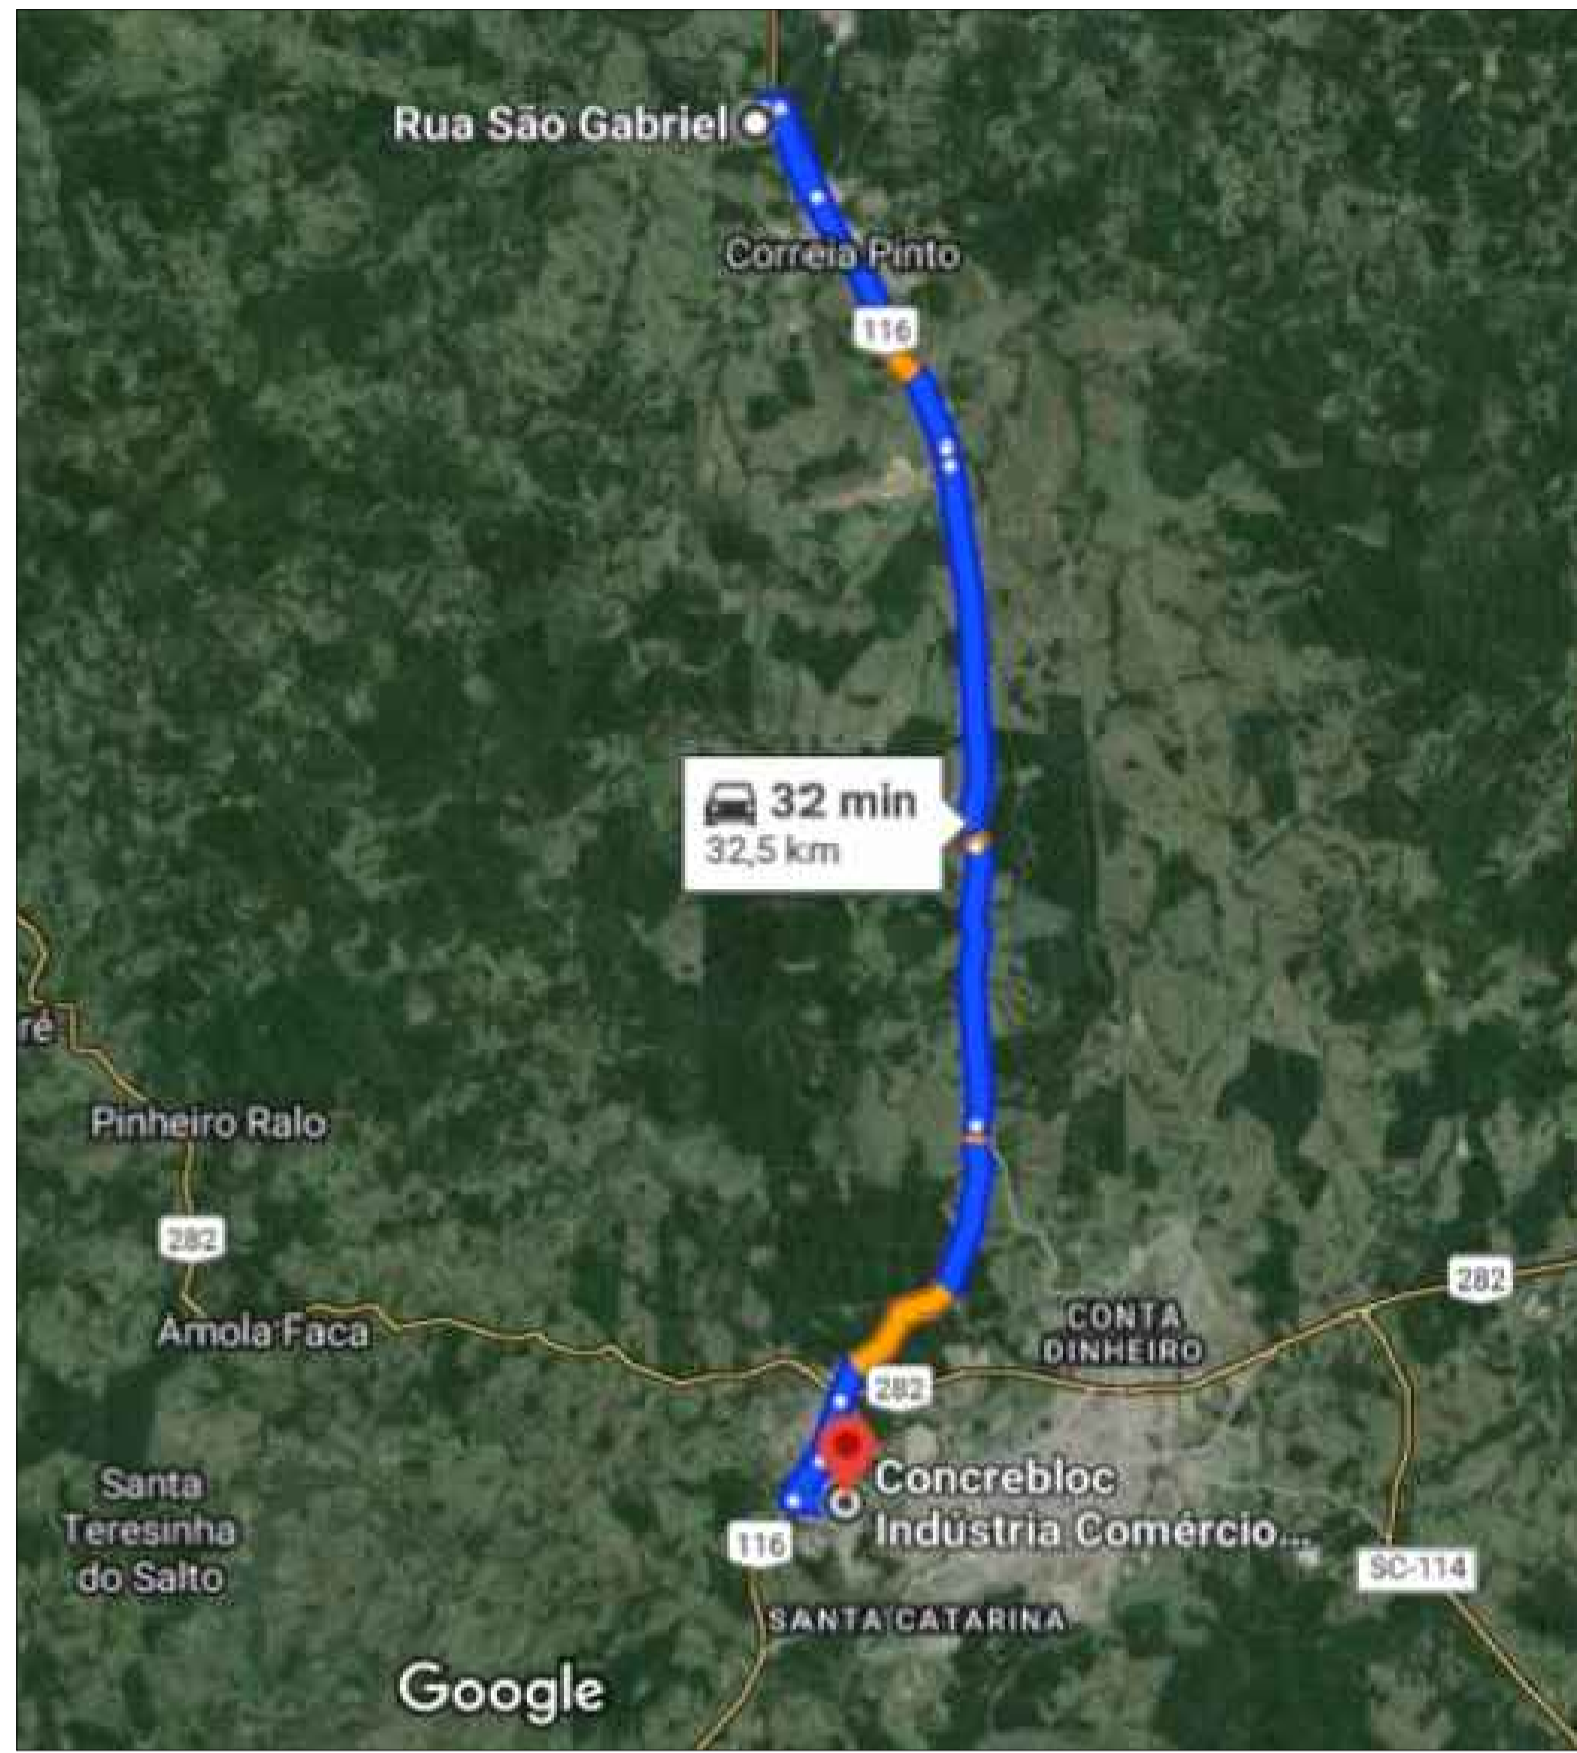 Rua São Gabriel
Correia Pinto
116
32 min
32,5 km
ré
Pinheiro Ralo
282
282
Amola Faca
CONTA
DINHEIRO
282
Concrebloc
Indústria Comércio...
Santa
Teresinha
do Salto
116
SC-114
SANTA CATARINA
Google